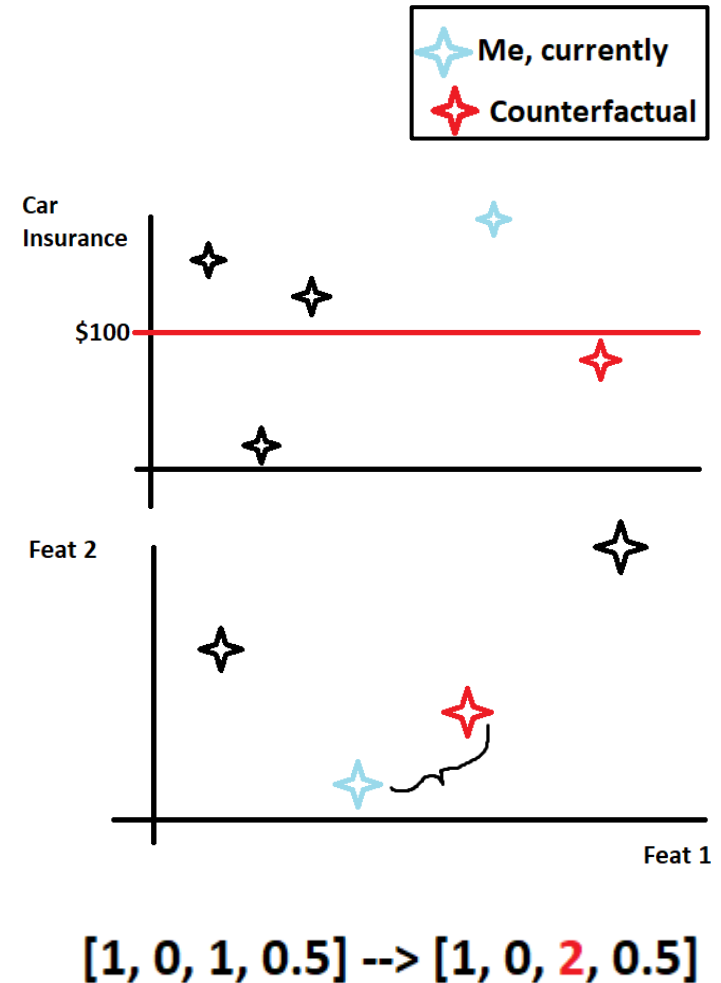 Me, currently
Counterfactual
Car
Insurance
$100
Feat 2
Feat 1
[1, 0, 1, 0.5] --> [1, 0, 2, 0.5]